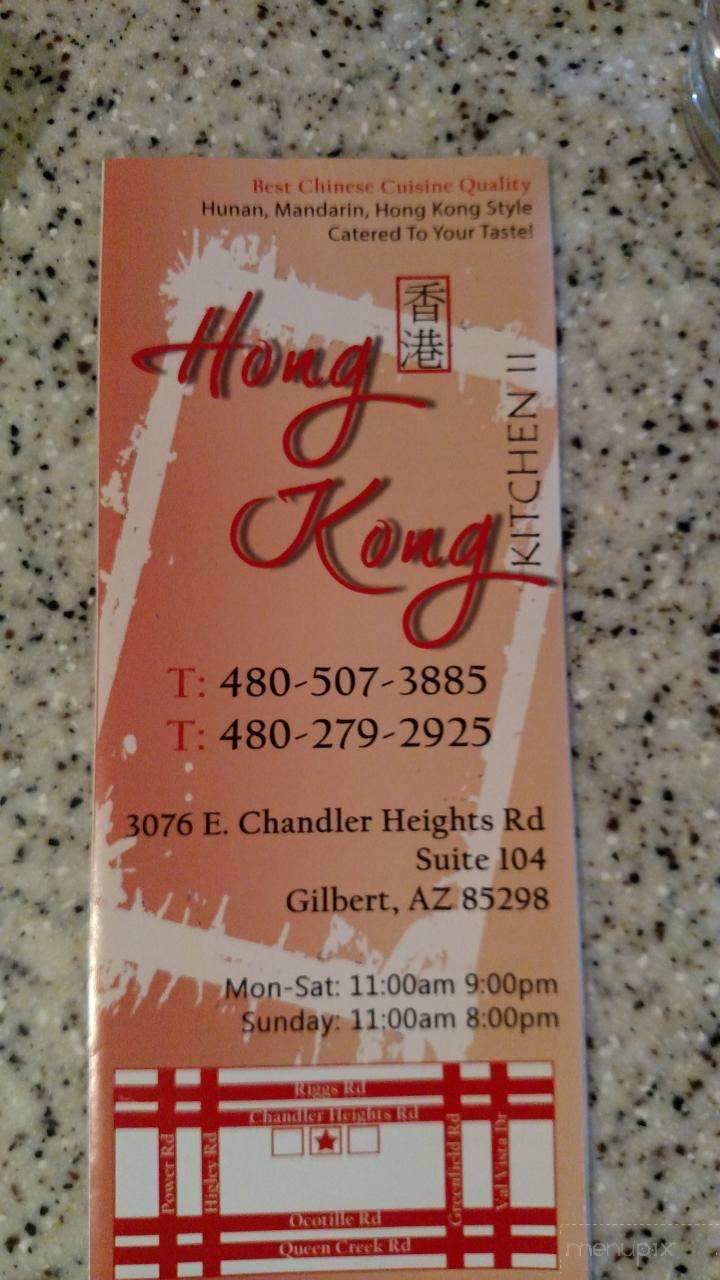 Best Chinese Cuisine Quality
Hunan, Mandarin, Hong Kong Style
Catered To Your Taste!
香港
Hong
Kong
KITCHEN II
T: 480-507-3885
T: 480-279-2925
3076 E. Chandler Heights Rd
Suite 104
Gilbert, AZ 85298
Mon-Sat: 11:00am 9:00pm
Sunday: 11:00am 8:00pm
Riggs Rd
Chandler Heights Rd
Power Rd
Higley Rd
Greenfield Rd
Val Vista Dr
Ocotille Rd
Queen Creek Rd
menupix